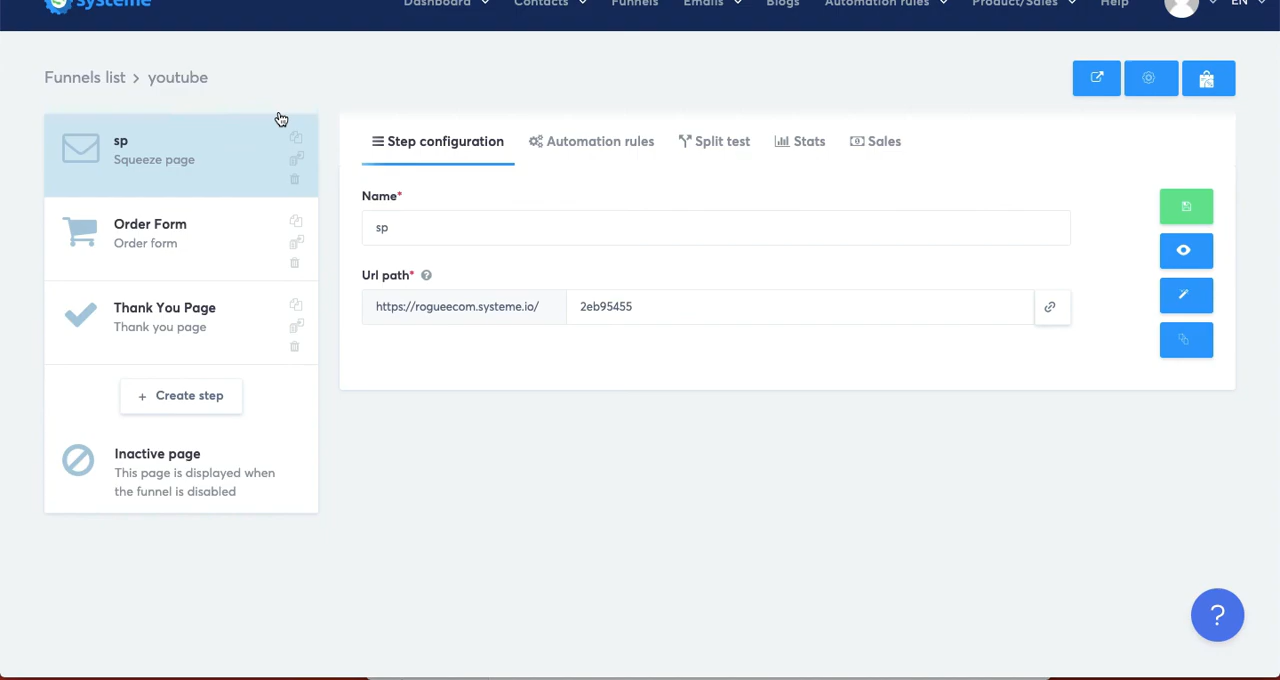 systeme
Dashboard
Contacts
Funnels
Emails
Blogs
Automation rules
Product/Sales
Help
EN
Funnels list > youtube
sp
Squeeze page
Order Form
Order form
Thank You Page
Thank you page
+ Create step
Inactive page
This page is displayed when
the funnel is disabled
Step configuration
Automation rules
Split test
Stats
Sales
Name*
sp
Url path* ?
https://rogueecom.systeme.io/
2eb95455
?